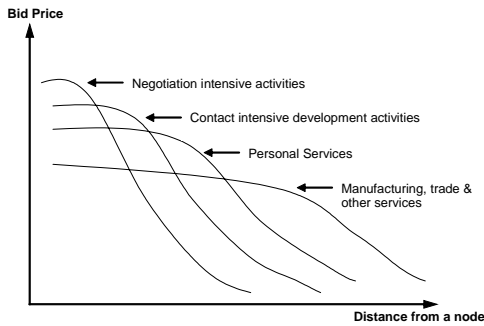 Bid Price
Negotiation intensive activities
Contact intensive development activities
Personal Services
Manufacturing, trade &
other services
Distance from a node